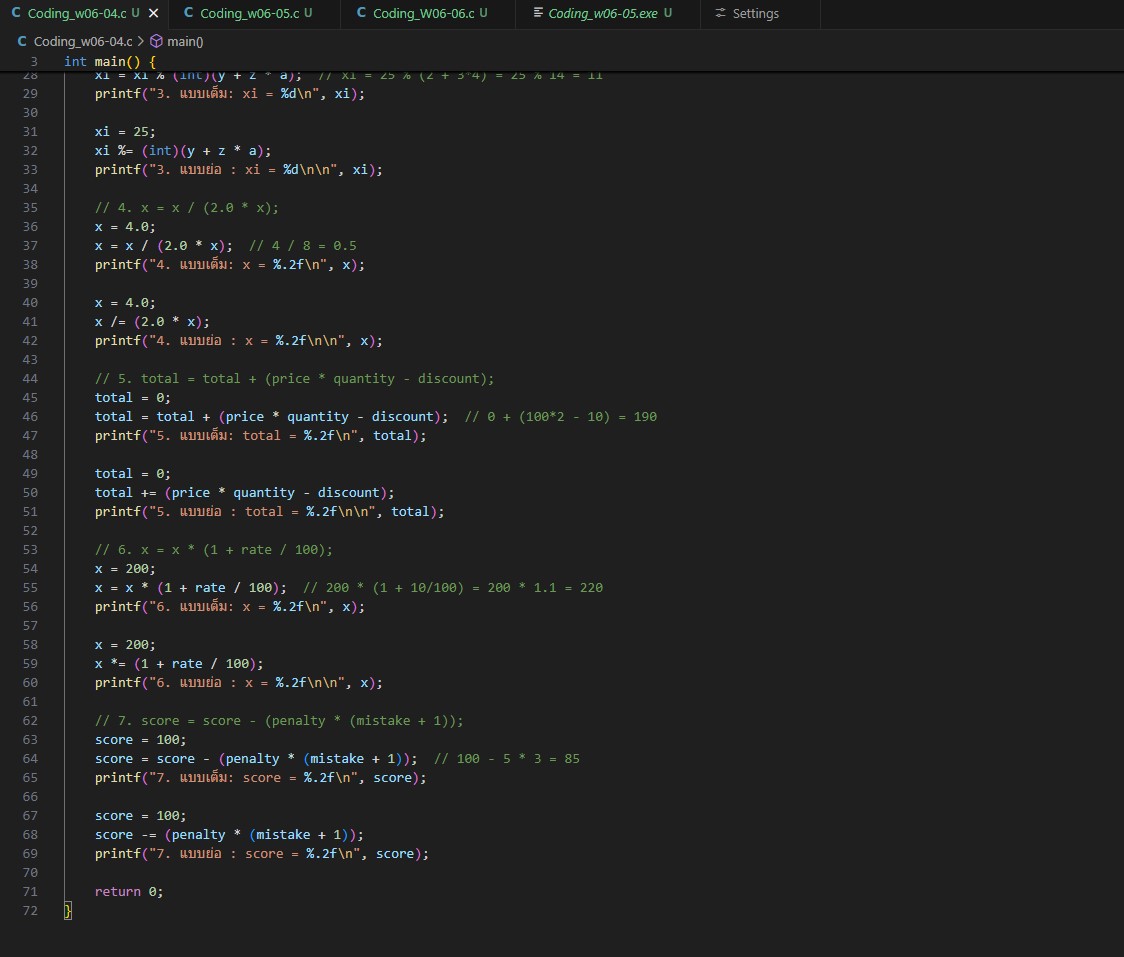 Coding_w06-04.c U
Coding_w06-05.c U
Coding_W06-06.c U
Coding_w06-05.exe U
Settings
Coding_w06-04.c > main()
3 int main() {
28 xi = xi % (int)(y + z * a);  // xi = 25 % (2 + 3*4) = 25 % 14 = 11
29 printf("3. แบบเต็ม: xi = %d\n", xi);
30
31 xi = 25;
32 xi %= (int)(y + z * a);
33 printf("3. แบบย่อ : xi = %d\n\n", xi);
34
35 // 4. x = x / (2.0 * x);
36 x = 4.0;
37 x = x / (2.0 * x);  // 4 / 8 = 0.5
38 printf("4. แบบเต็ม: x = %.2f\n", x);
39
40 x = 4.0;
41 x /= (2.0 * x);
42 printf("4. แบบย่อ : x = %.2f\n\n", x);
43
44 // 5. total = total + (price * quantity - discount);
45 total = 0;
46 total = total + (price * quantity - discount);  // 0 + (100*2 - 10) = 190
47 printf("5. แบบเต็ม: total = %.2f\n", total);
48
49 total = 0;
50 total += (price * quantity - discount);
51 printf("5. แบบย่อ : total = %.2f\n\n", total);
52
53 // 6. x = x * (1 + rate / 100);
54 x = 200;
55 x = x * (1 + rate / 100);  // 200 * (1 + 10/100) = 200 * 1.1 = 220
56 printf("6. แบบเต็ม: x = %.2f\n", x);
57
58 x = 200;
59 x *= (1 + rate / 100);
60 printf("6. แบบย่อ : x = %.2f\n\n", x);
61
62 // 7. score = score - (penalty * (mistake + 1));
63 score = 100;
64 score = score - (penalty * (mistake + 1));  // 100 - 5 * 3 = 85
65 printf("7. แบบเต็ม: score = %.2f\n", score);
66
67 score = 100;
68 score -= (penalty * (mistake + 1));
69 printf("7. แบบย่อ : score = %.2f\n", score);
70
71 return 0;
72 }